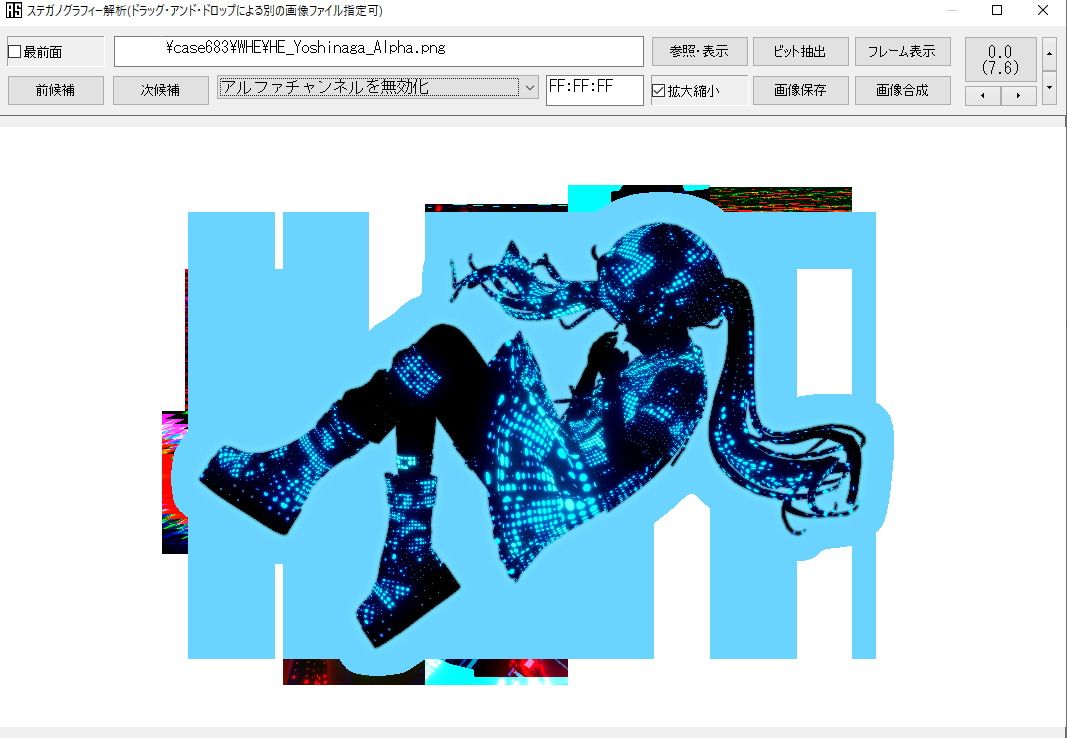 ステガノグラフィー解析(ドラッグ・アンド・ドロップによる別の画像ファイル指定可)
最前面
¥case683¥WHE¥HE_Yoshinaga_Alpha.png
参照・表示
ビット抽出
フレーム表示
0.0
(7.6)
前候補
次候補
アルファチャンネルを無効化
FF:FF:FF
拡大縮小
画像保存
画像合成